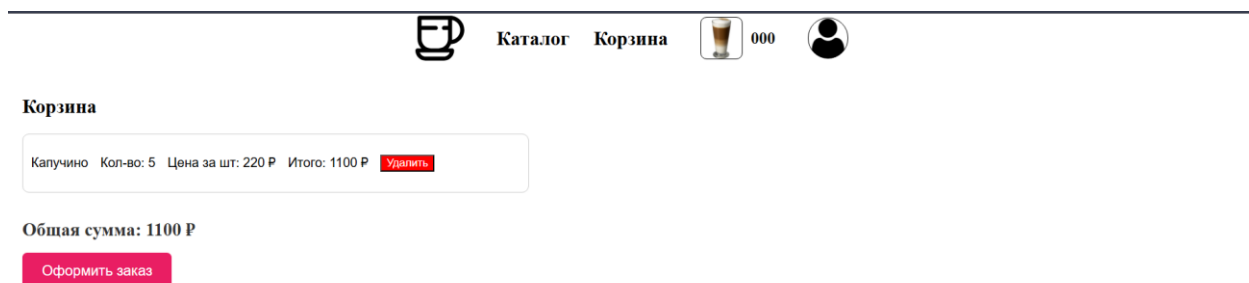 Каталог Корзина 000
Корзина
Капучино Кол-во: 5 Цена за шт: 220 ₽ Итого: 1100 ₽ Удалить
Общая сумма: 1100 ₽
Оформить заказ